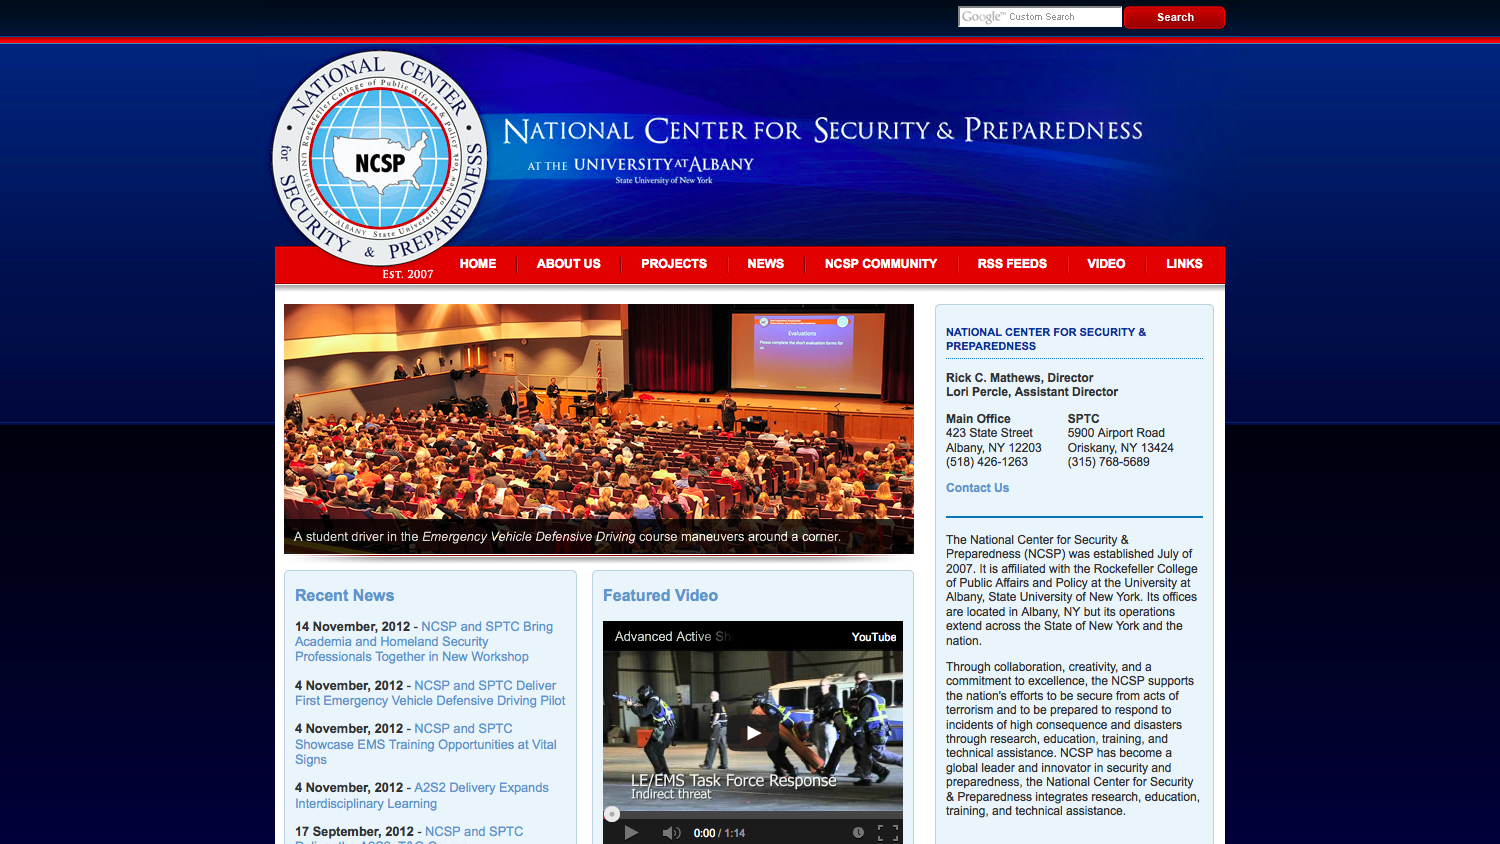 Google™ Custom Search
Search
NATIONAL CENTER for SECURITY & PREPAREDNESS
Rockefeller College of Public Affairs & Policy
UNIVERSITY AT ALBANY State University of New York
NCSP
EST. 2007
NATIONAL CENTER FOR SECURITY & PREPAREDNESS
AT THE UNIVERSITY AT ALBANY
State University of New York
HOME
ABOUT US
PROJECTS
NEWS
NCSP COMMUNITY
RSS FEEDS
VIDEO
LINKS
Evaluations
Please complete the short evaluation forms for
A student driver in the Emergency Vehicle Defensive Driving course maneuvers around a corner.
Recent News
14 November, 2012 - NCSP and SPTC Bring
Academia and Homeland Security
Professionals Together in New Workshop
4 November, 2012 - NCSP and SPTC Deliver
First Emergency Vehicle Defensive Driving Pilot
4 November, 2012 - NCSP and SPTC
Showcase EMS Training Opportunities at Vital
Signs
4 November, 2012 - A2S2 Delivery Expands
Interdisciplinary Learning
17 September, 2012 - NCSP and SPTC
Featured Video
Advanced Active Sh
YouTube
LE/EMS Task Force Response
Indirect threat
0:00 / 1:14
NATIONAL CENTER FOR SECURITY &
PREPAREDNESS
Rick C. Mathews, Director
Lori Percle, Assistant Director
Main Office
423 State Street
Albany, NY 12203
(518) 426-1263
SPTC
5900 Airport Road
Oriskany, NY 13424
(315) 768-5689
Contact Us
The National Center for Security &
Preparedness (NCSP) was established July of
2007. It is affiliated with the Rockefeller College
of Public Affairs and Policy at the University at
Albany, State University of New York. Its offices
are located in Albany, NY but its operations
extend across the State of New York and the
nation.
Through collaboration, creativity, and a
commitment to excellence, the NCSP supports
the nation's efforts to be secure from acts of
terrorism and to be prepared to respond to
incidents of high consequence and disasters
through research, education, training, and
technical assistance. NCSP has become a
global leader and innovator in security and
preparedness, the National Center for Security
& Preparedness integrates research, education,
training, and technical assistance.